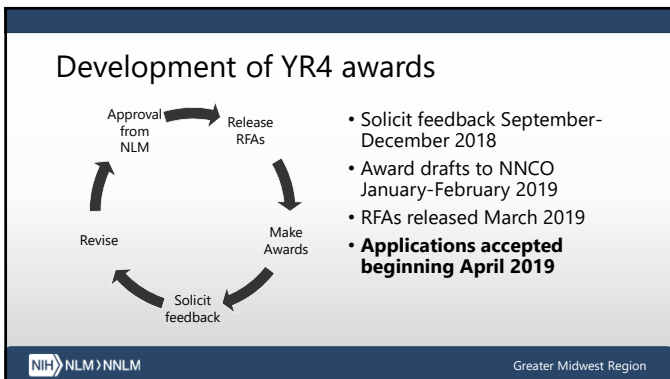 Development of YR4 awards
Approval
from
NLM
Release
RFAs
Make
Awards
Solicit
feedback
Revise
• Solicit feedback September-
December 2018
• Award drafts to NNCO
January-February 2019
• RFAs released March 2019
• Applications accepted
beginning April 2019
NIH NLM NNLM
Greater Midwest Region